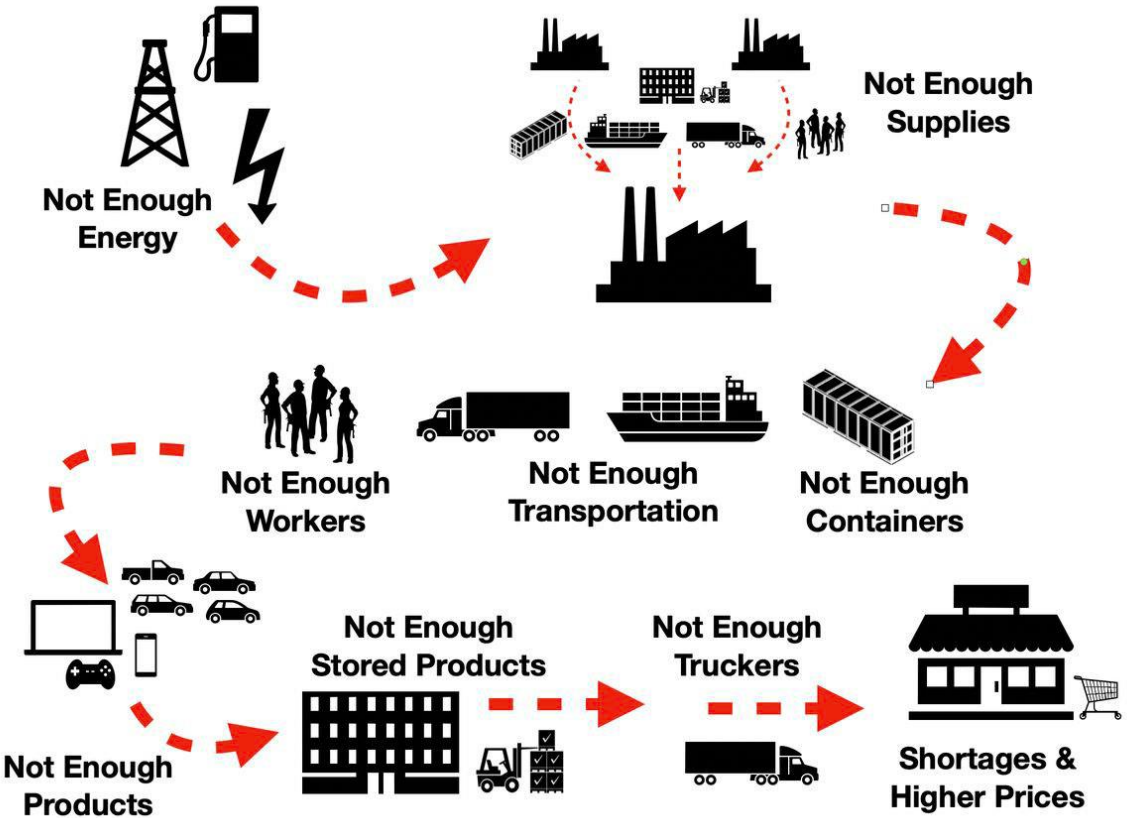 Not Enough
Energy
Not Enough
Supplies
Not Enough
Workers
Not Enough
Transportation
Not Enough
Containers
Not Enough
Products
Not Enough
Stored Products
Not Enough
Truckers
Shortages &
Higher Prices